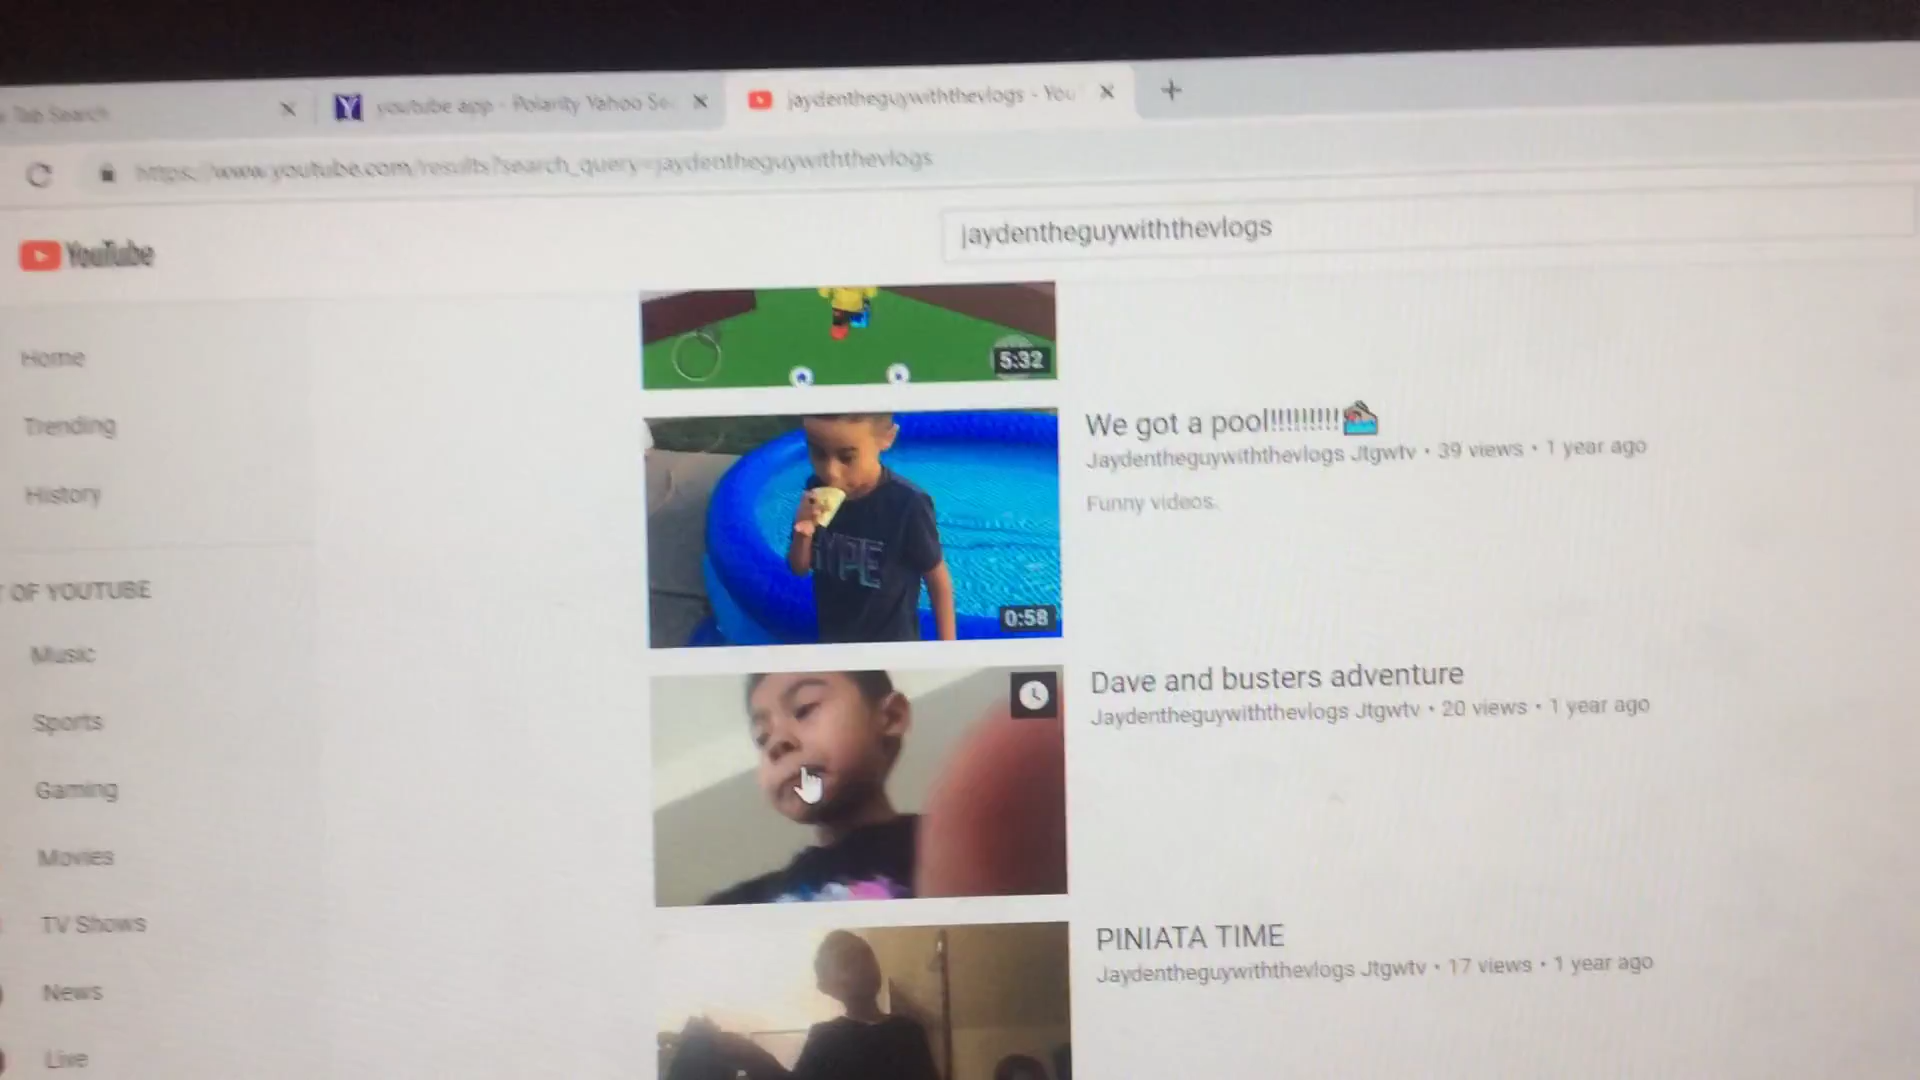 Tab Search
youtube app - Polarity Yahoo Se
jaydentheguywiththevlogs - You
https://www.youtube.com/results?search_query=jaydentheguywiththevlogs
YouTube
jaydentheguywiththevlogs
Home
Trending
History
OF YOUTUBE
Music
Sports
Gaming
Movies
TV Shows
News
Live
5:32
We got a pool!!!!!!!!!!🏊
Jaydentheguywiththevlogs Jtgwtv • 39 views • 1 year ago
Funny videos.
HYPE
0:58
Dave and busters adventure
Jaydentheguywiththevlogs Jtgwtv • 20 views • 1 year ago
PINIATA TIME
Jaydentheguywiththevlogs Jtgwtv • 17 views • 1 year ago